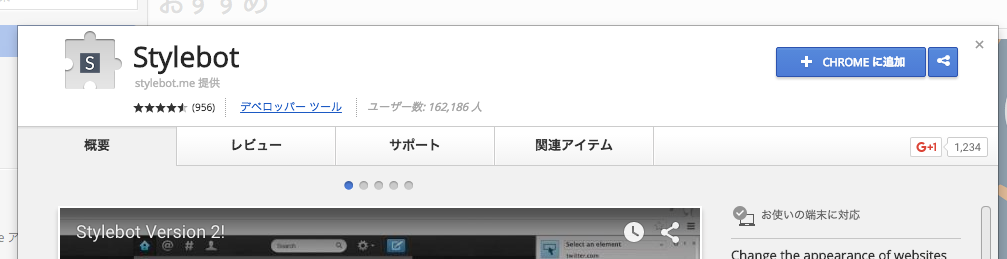 おすすめ
S
Stylebot
stylebot.me 提供
(956)
デベロッパー ツール
ユーザー数: 162,186 人
CHROME に追加
概要
レビュー
サポート
関連アイテム
G+1
1,234
Stylebot Version 2!
Search
Select an element
twitter.com
お使いの端末に対応
Change the appearance of websites
e ア